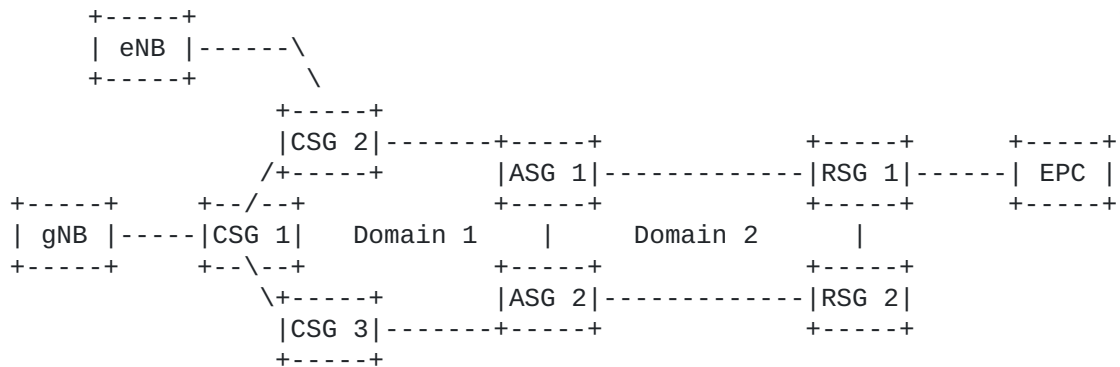 eNB
CSG 2
ASG 1 RSG 1 EPC
gNB CSG 1 Domain 1 Domain 2
ASG 2 RSG 2
CSG 3